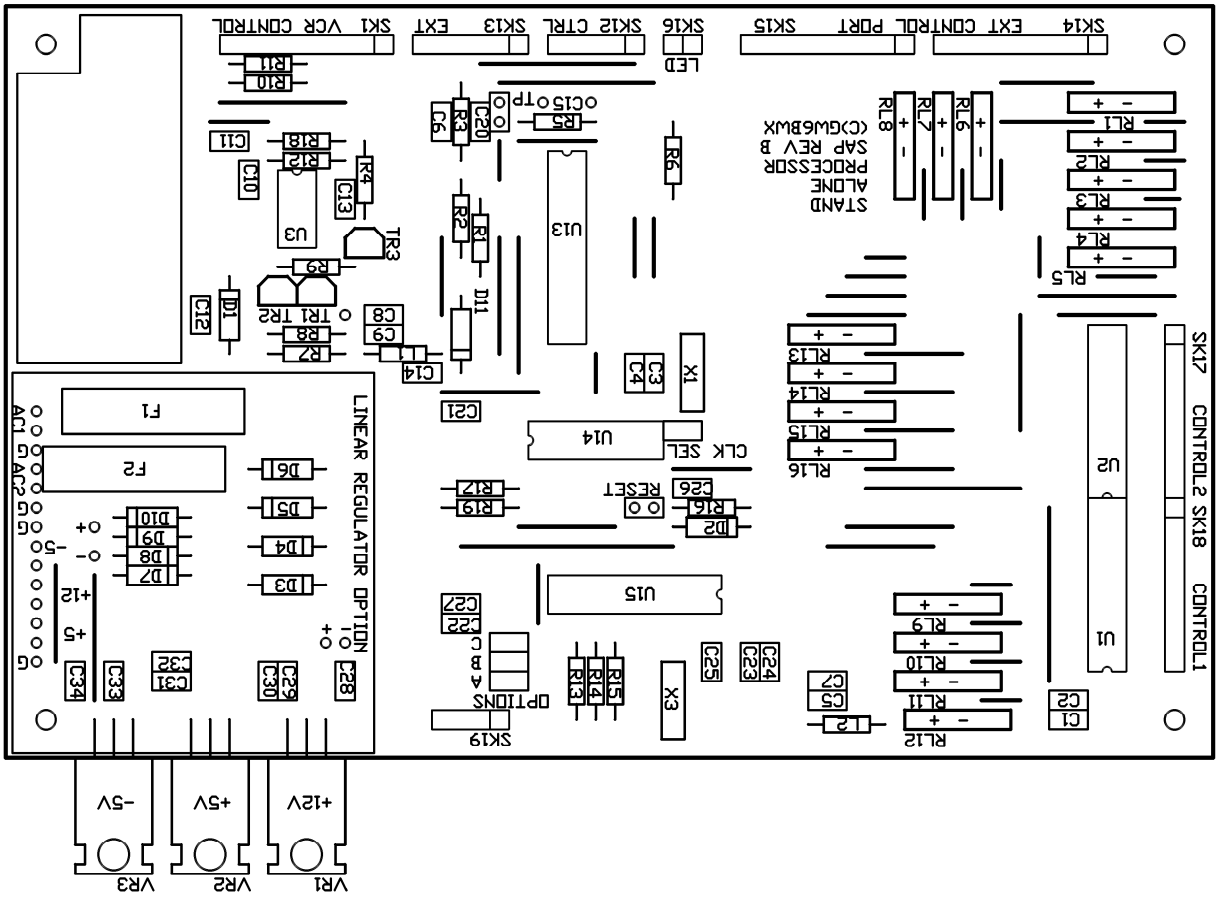 VCR CONTROL SK1
EXT SK13
CTRL SK12
SK16
LED
SK15 PORT
EXT CONTROL SK14
R11
R10
C11
R18
R12
C10
C13
R4
U3
TR3
R9
TR2
TR1
C12
D1
R8
R7
C8
C9
C14
C6
R3
C20
TP
C15
R5
R6
R2
R1
D11
U13
(C)GW6BWX
SAP REV B
PROCESSOR
ALONE
STAND
RL8
RL7
RL6
RL1
RL2
RL3
RL4
RL5
RL13
RL14
RL15
RL16
C4
C3
X1
C21
U14
CLK SEL
U2
SK17
CONTROL2 SK18
CONTROL1
U1
AC1
G
AC2
G
G
F1
F2
LINEAR REGULATOR OPTION
D6
D5
D4
D3
D10
D9
D8
D7
+
-
-5
+12
+5
G
+ -
C34
C33
C32
C31
C30
C29
C28
R17
R19
RESET
C26
R16
D2
U15
C27
C22
C
B
A
OPTIONS
SK19
R13
R14
R15
C25
C23
C24
X3
C7
C5
L2
RL9
RL10
RL11
RL12
C2
C1
-5V
+5V
+12V
VR3
VR2
VR1